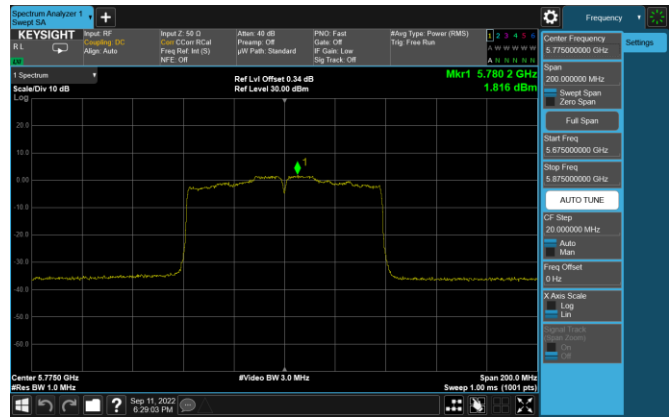 Spectrum Analyzer 1
Swept SA
+
Frequency
KEYSIGHT
R L
LW
Input: RF
Coupling: DC
Align: Auto
Input Z: 50 Ω
Corr CCorr RCal
Freq Ref: Int (S)
NFE: Off
Atten: 40 dB
Preamp: Off
µW Path: Standard
PNO: Fast
Gate: Off
IF Gain: Low
Sig Track: Off
#Avg Type: Power (RMS)
Trig: Free Run
1 2 3 4 5 6
A W W W W W
A N N N N N
1 Spectrum
Scale/Div 10 dB
Log
Ref Lvl Offset 0.34 dB
Ref Level 30.00 dBm
Mkr1 5.780 2 GHz
1.816 dBm
20.0
10.0
0.00
-10.0
-20.0
-30.0
-40.0
-50.0
-60.0
1
Center 5.7750 GHz
#Res BW 1.0 MHz
#Video BW 3.0 MHz
Span 200.0 MHz
Sweep 1.00 ms (1001 pts)
Center Frequency
5.775000000 GHz
Settings
Span
200.000000 MHz
Swept Span
Zero Span
Full Span
Start Freq
5.675000000 GHz
Stop Freq
5.875000000 GHz
AUTO TUNE
CF Step
20.000000 MHz
Auto
Man
Freq Offset
0 Hz
X Axis Scale
Log
Lin
Signal Track
(Span Zoom)
On
Off
?
Sep 11, 2022
6:29:03 PM